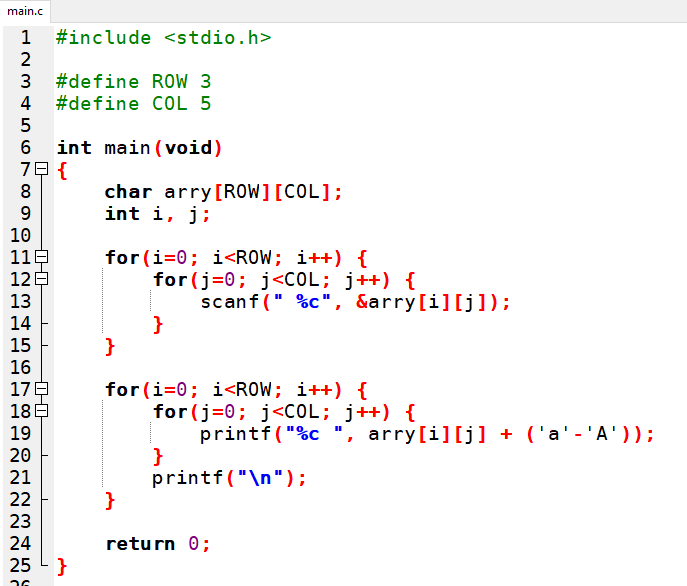 main.c
1 #include <stdio.h>
2
3 #define ROW 3
4 #define COL 5
5
6 int main(void)
7 {
8     char arry[ROW][COL];
9     int i, j;
10
11     for(i=0; i<ROW; i++) {
12         for(j=0; j<COL; j++) {
13             scanf(" %c", &arry[i][j]);
14         }
15     }
16
17     for(i=0; i<ROW; i++) {
18         for(j=0; j<COL; j++) {
19             printf("%c ", arry[i][j] + ('a'-'A'));
20         }
21         printf("\n");
22     }
23
24     return 0;
25 }